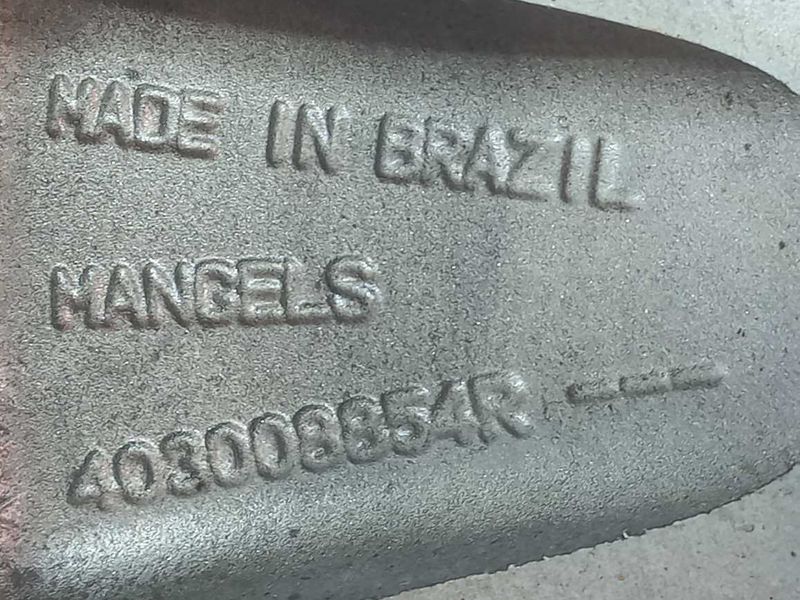 MADE IN BRAZIL
MANGELS
403008854R ---